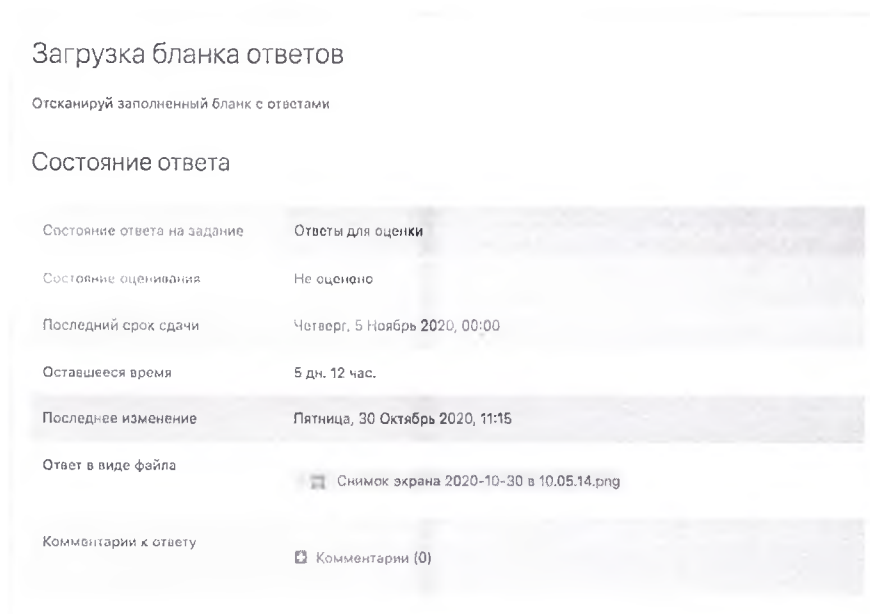 Загрузка бланка ответов
Отсканируй заполненный бланк с ответами
Состояние ответа
Состояние ответа на задание Ответы для оценки
Состояние оценивания Не оценено
Последний срок сдачи Четверг, 5 Ноябрь 2020, 00:00
Оставшееся время 5 дн. 12 час.
Последнее изменение Пятница, 30 Октябрь 2020, 11:15
Ответ в виде файла Снимок экрана 2020-10-30 в 10.05.14.png
Комментарии к ответу Комментарии (0)